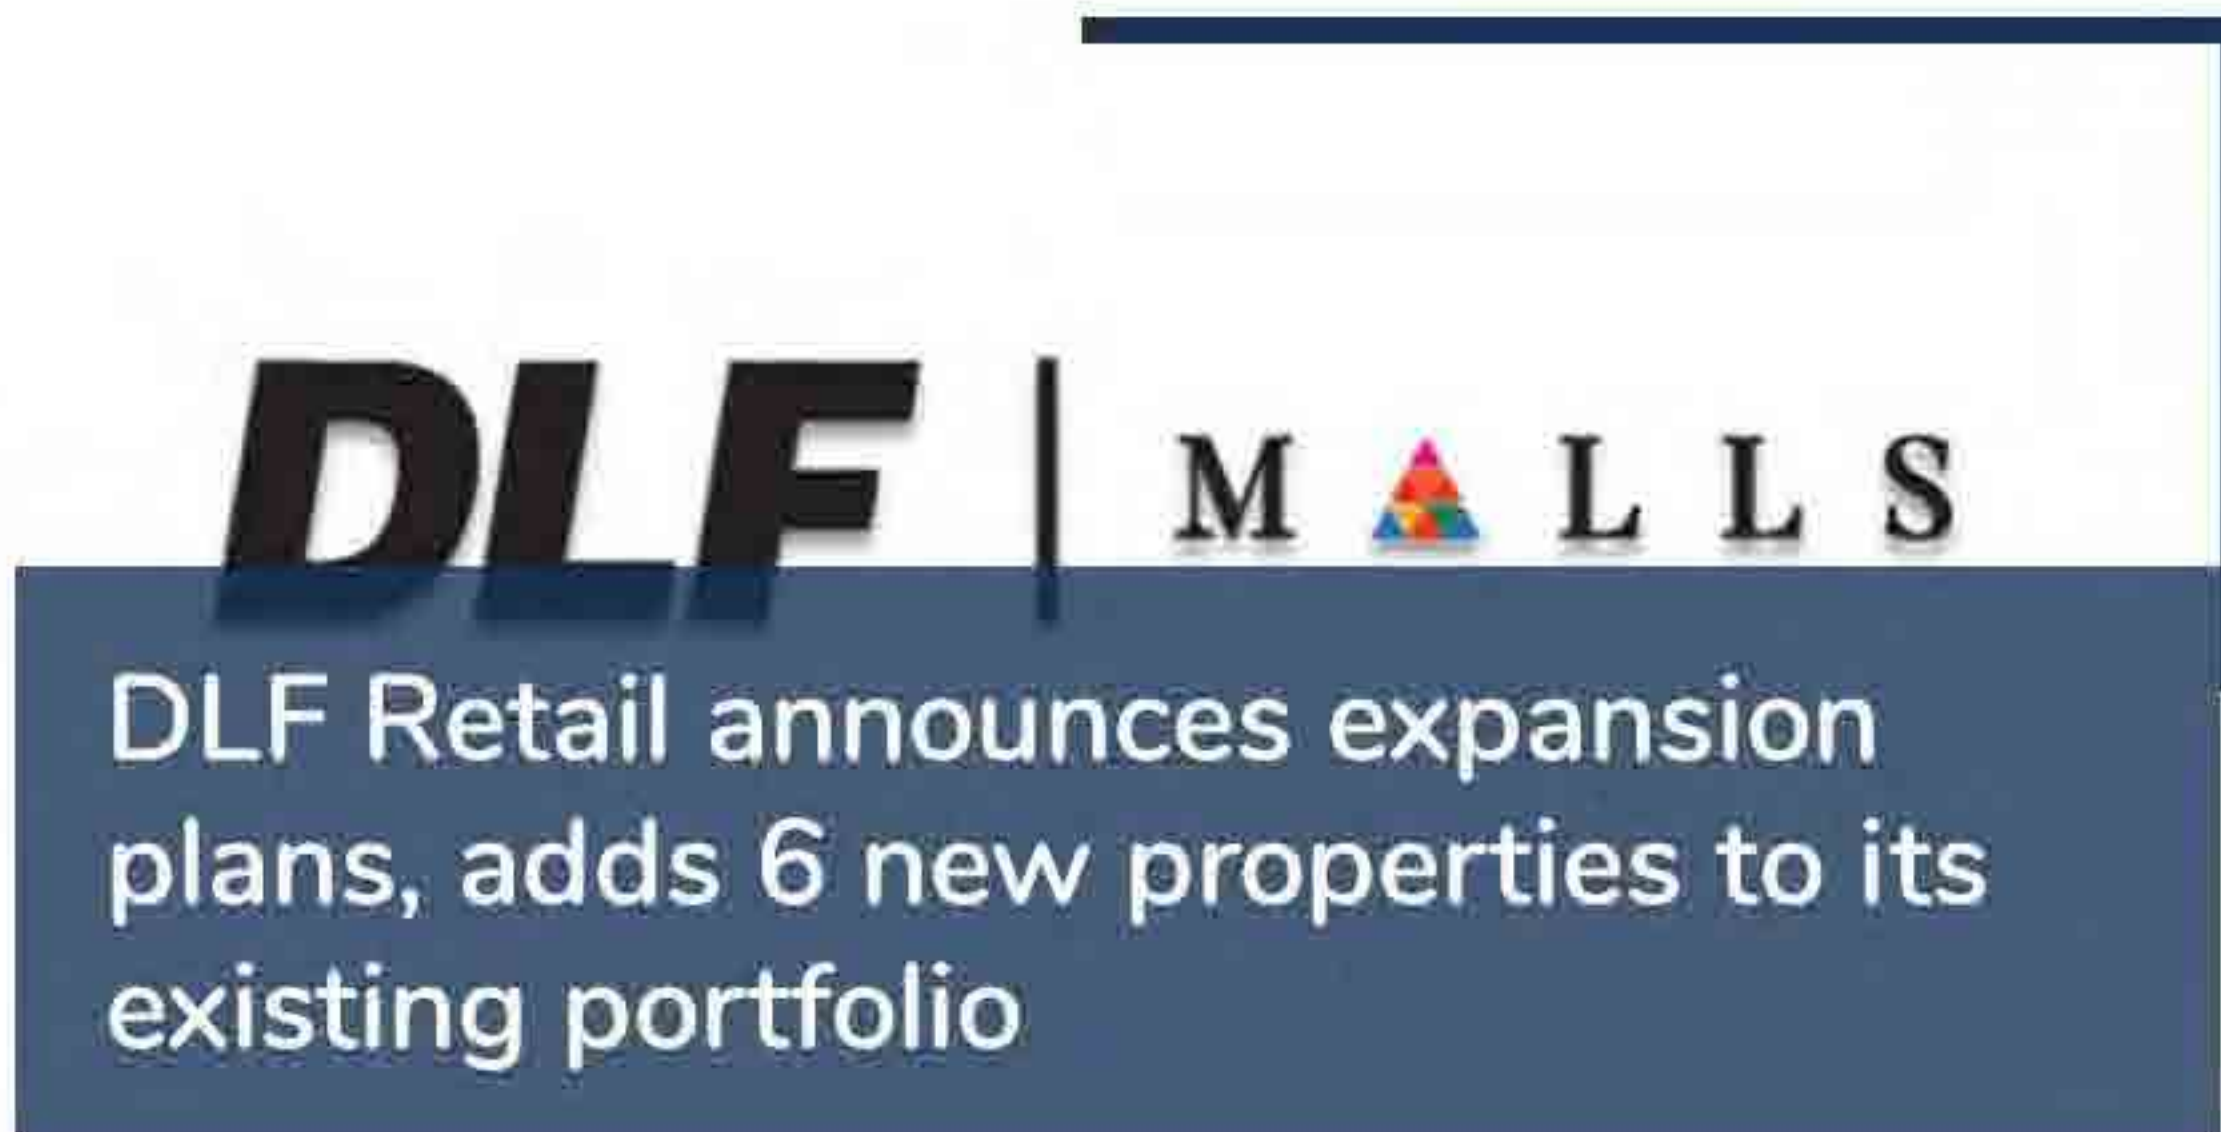 DLF | MALLS
DLF Retail announces expansion
plans, adds 6 new properties to its
existing portfolio